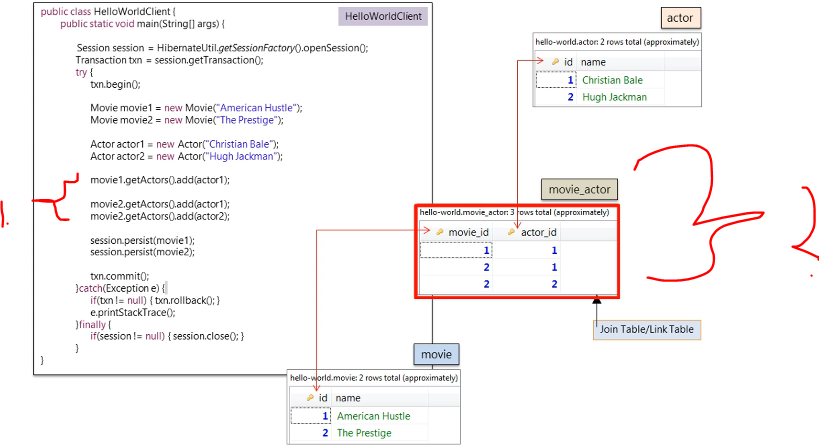 public class HelloWorldClient {
public static void main(String[] args) {
HelloWorldClient
Session session = HibernateUtil.getSessionFactory().openSession();
Transaction txn = session.getTransaction();
try {
txn.begin();
Movie movie1 = new Movie("American Hustle");
Movie movie2 = new Movie("The Prestige");
Actor actor1 = new Actor("Christian Bale");
Actor actor2 = new Actor("Hugh Jackman");
movie1.getActors().add(actor1);
movie2.getActors().add(actor1);
movie2.getActors().add(actor2);
session.persist(movie1);
session.persist(movie2);
txn.commit();
}catch(Exception e) {
if(txn != null) { txn.rollback(); }
e.printStackTrace();
}finally {
if(session != null) { session.close(); }
}
}
1.
actor
hello-world.actor: 2 rows total (approximately)
id name
1 Christian Bale
2 Hugh Jackman
movie_actor
hello-world.movie_actor: 3 rows total (approximately)
movie_id actor_id
1 1
2 1
2 2
2.
Join Table/Link Table
movie
hello-world.movie: 2 rows total (approximately)
id name
1 American Hustle
2 The Prestige